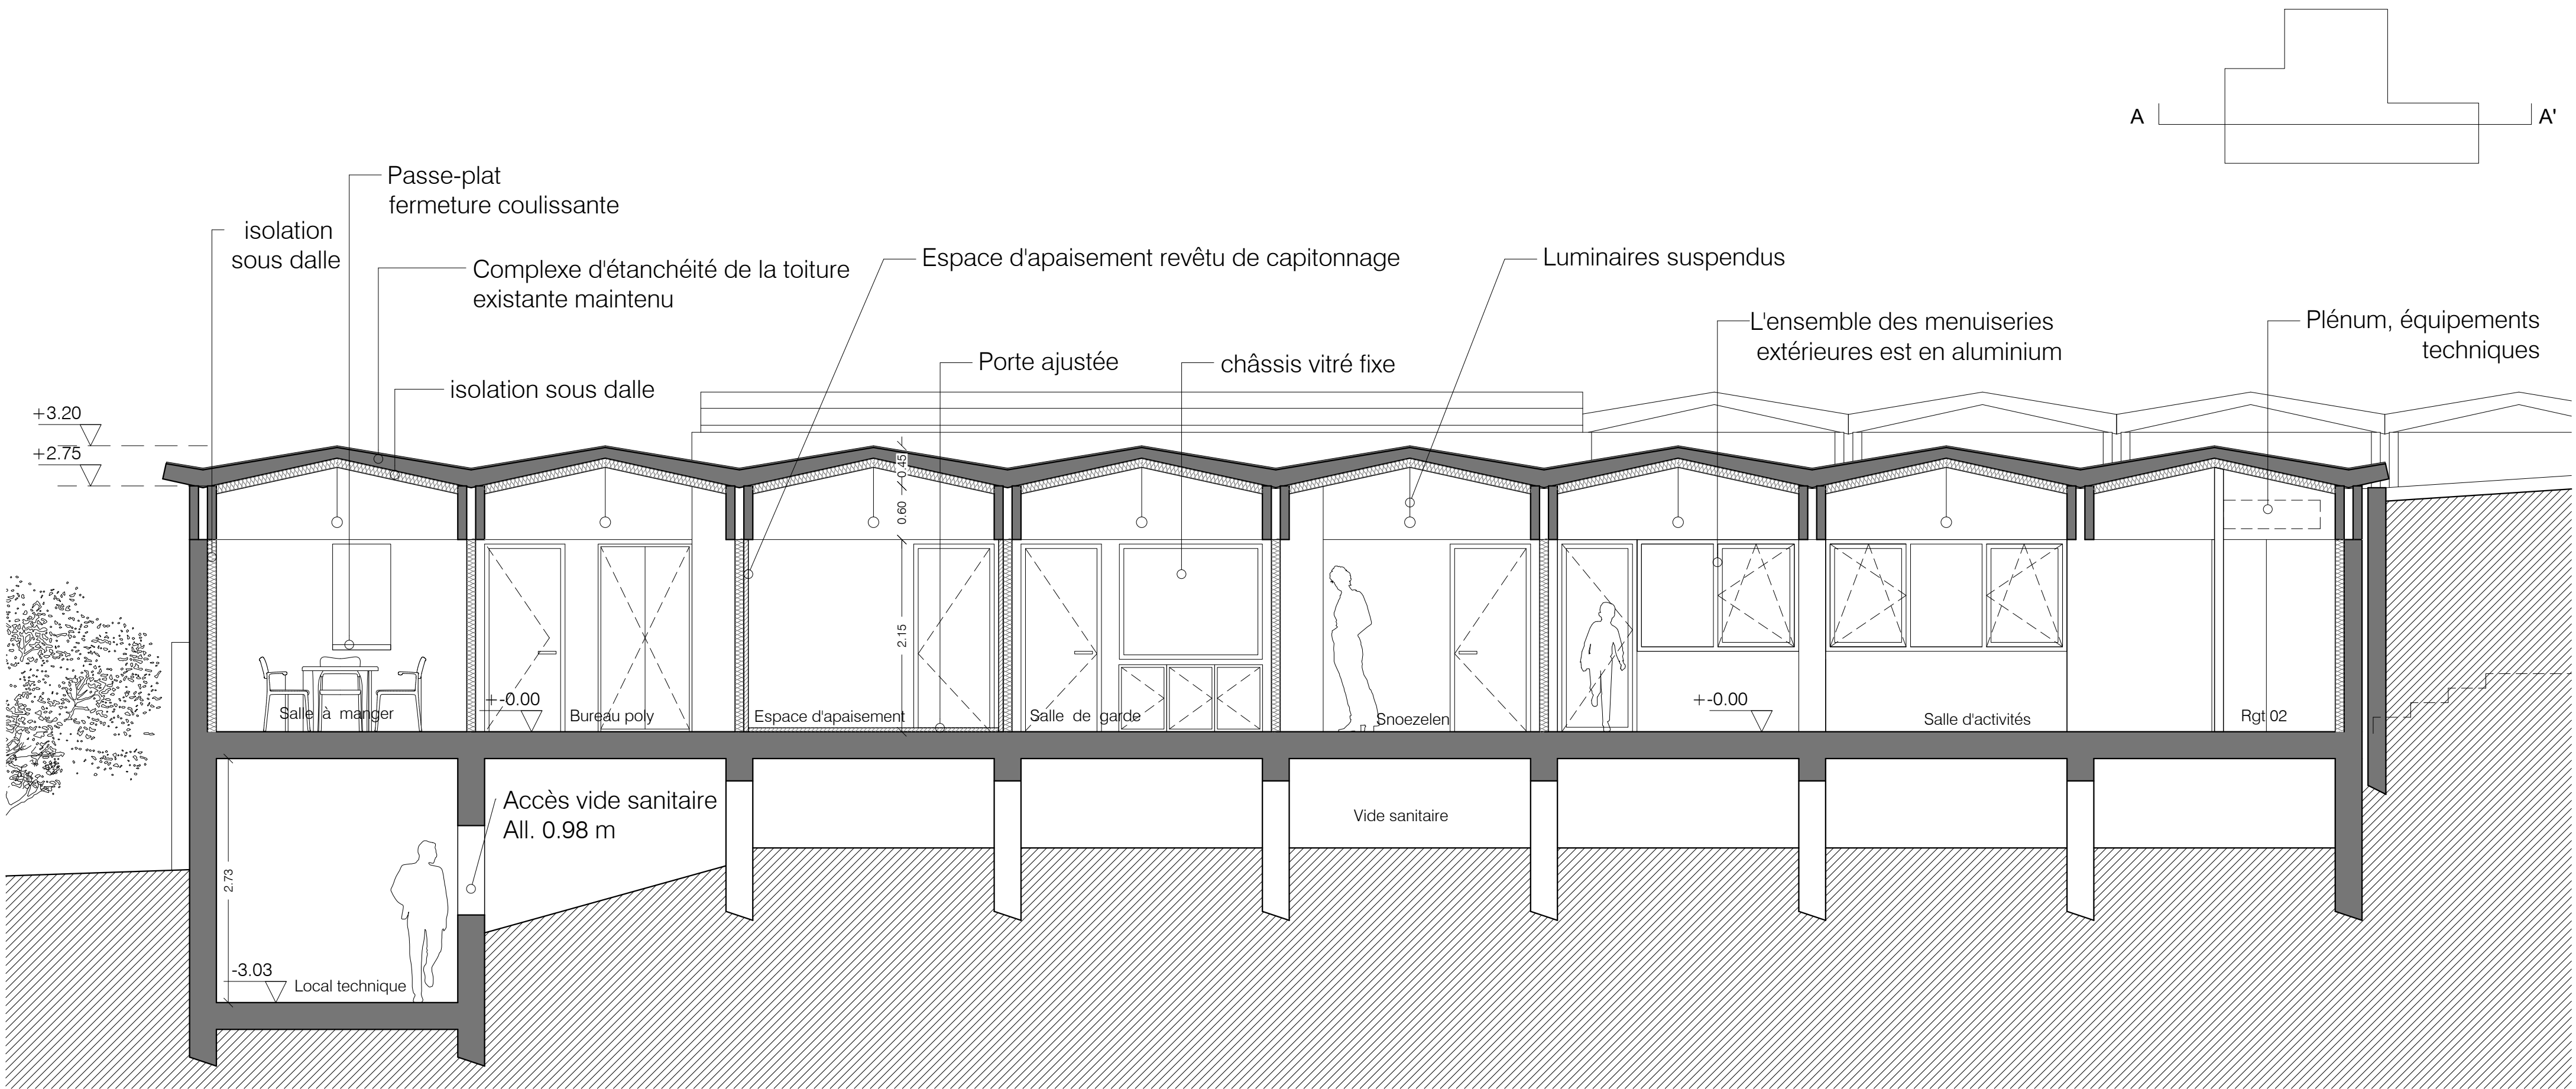 A
A'
Passe-plat
fermeture coulissante
isolation
sous dalle
Complexe d'étanchéité de la toiture
existante maintenu
Espace d'apaisement revêtu de capitonnage
Luminaires suspendus
L'ensemble des menuiseries
extérieures est en aluminium
Plénum, équipements
techniques
Porte ajustée
châssis vitré fixe
isolation sous dalle
+3.20
+2.75
0.45
0.60
2.15
+-0.00
+-0.00
Salle à manger
Bureau poly
Espace d'apaisement
Salle de garde
Snoezelen
Salle d'activités
Rgt 02
Accès vide sanitaire
All. 0.98 m
Vide sanitaire
2.73
-3.03
Local technique